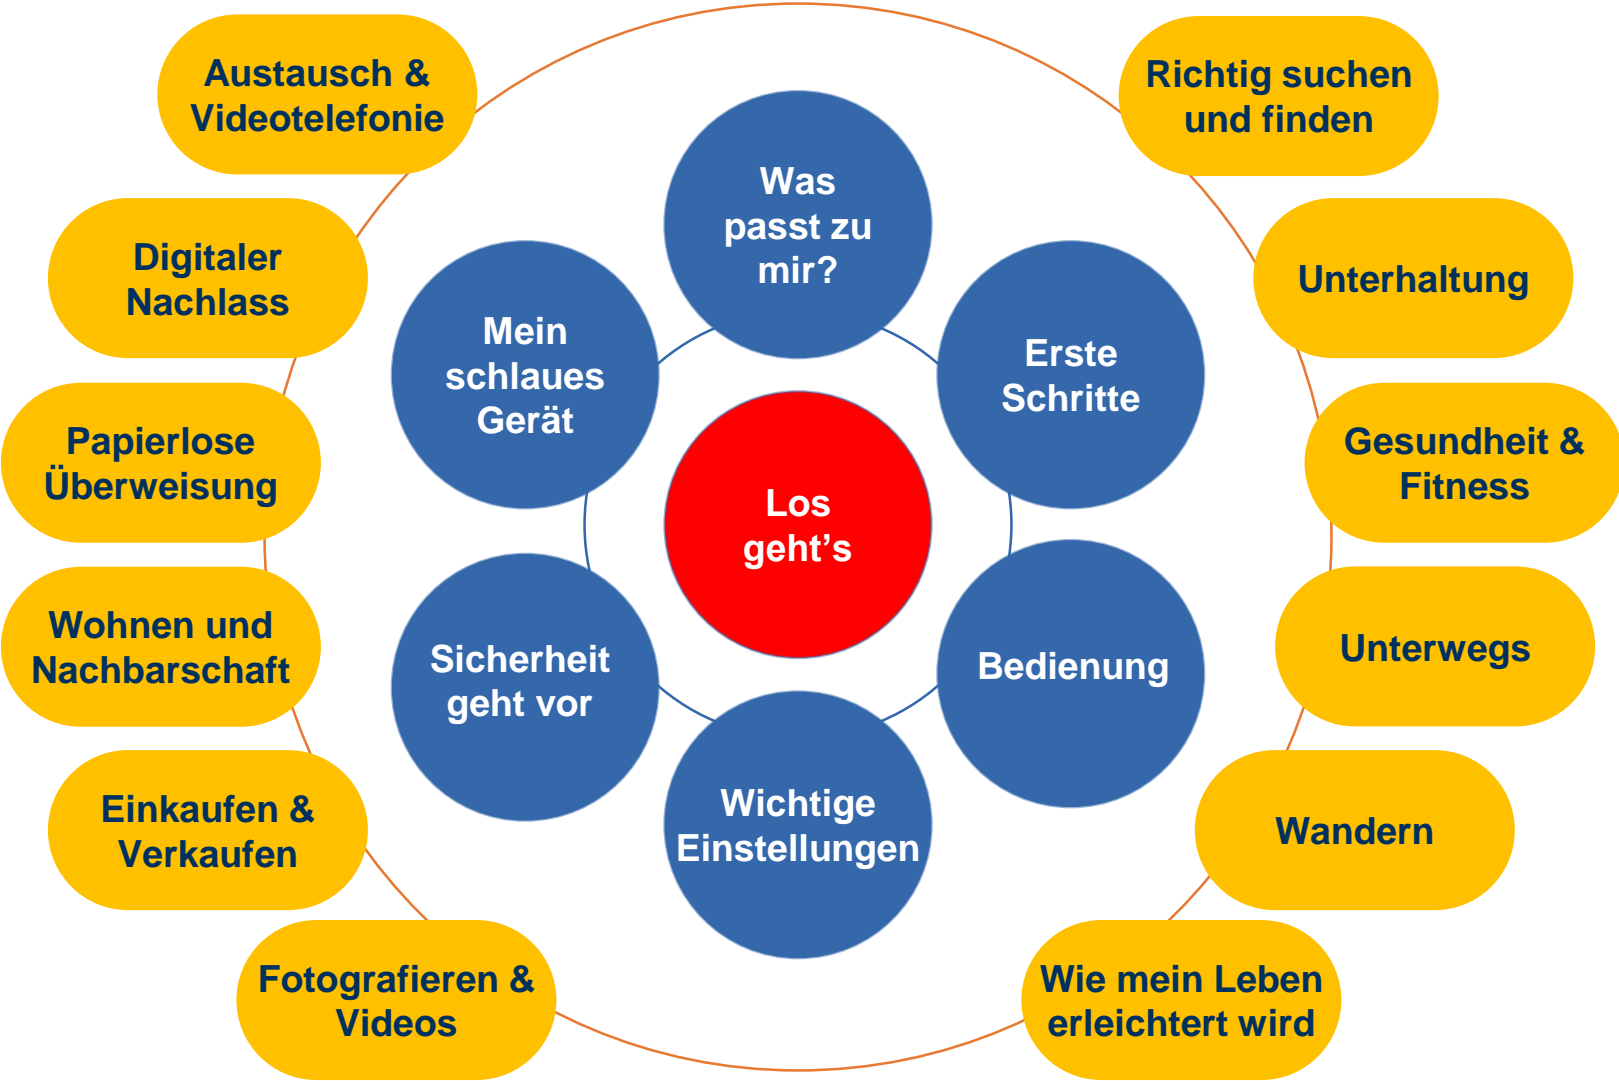 Austausch &
Videotelefonie
Richtig suchen
und finden
Was
passt zu
mir?
Digitaler
Nachlass
Unterhaltung
Mein
schlaues
Gerät
Erste
Schritte
Papierlose
Überweisung
Gesundheit &
Fitness
Los
geht’s
Wohnen und
Nachbarschaft
Sicherheit
geht vor
Bedienung
Unterwegs
Einkaufen &
Verkaufen
Wichtige
Einstellungen
Wandern
Fotografieren &
Videos
Wie mein Leben
erleichtert wird